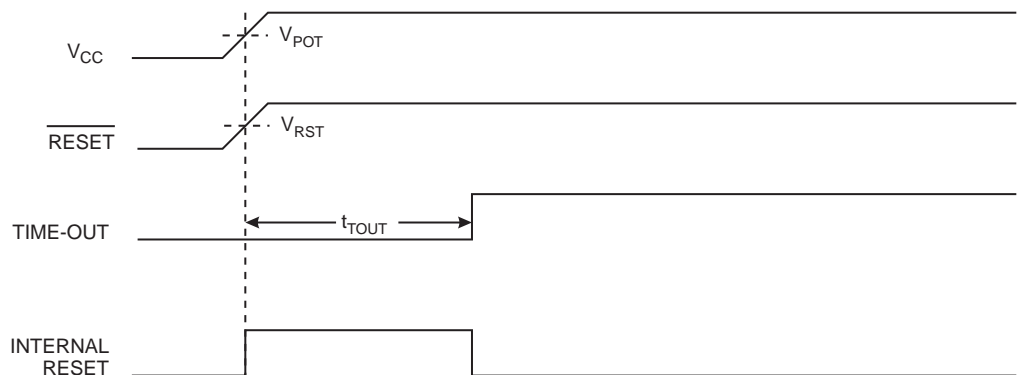 VCC
VPOT
RESET
VRST
TIME-OUT
tTOUT
INTERNAL
RESET